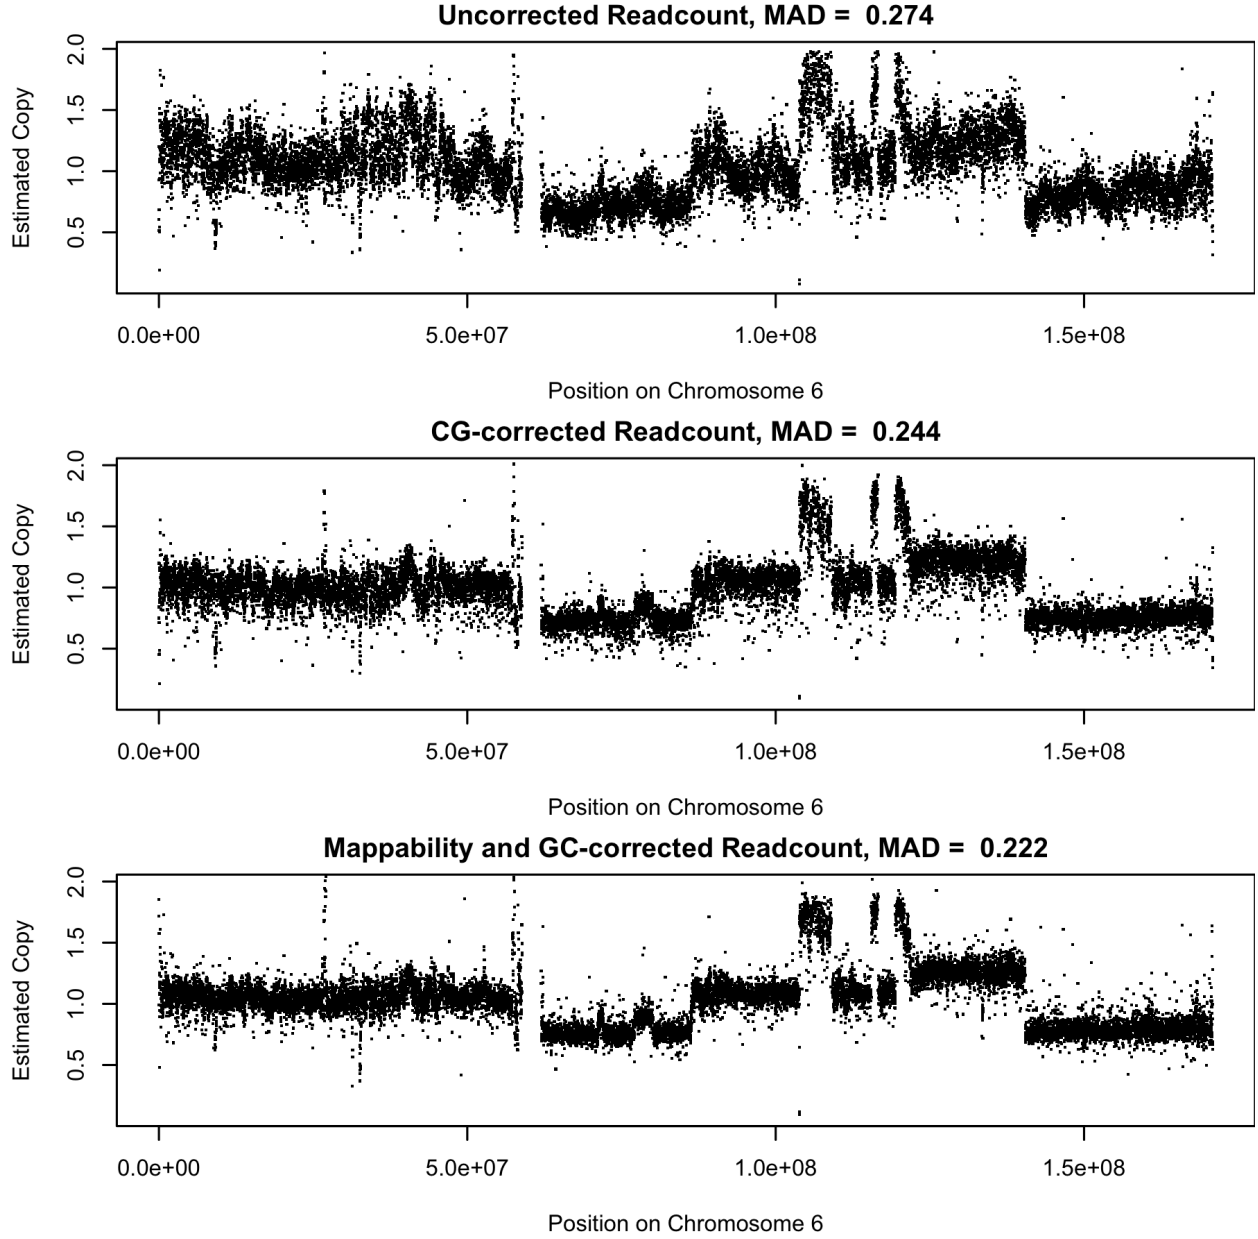 Uncorrected Readcount, MAD =  0.274
2.0
1.5
1.0
0.5
Estimated Copy
0.0e+00 5.0e+07 1.0e+08 1.5e+08
Position on Chromosome 6
CG-corrected Readcount, MAD =  0.244
2.0
1.5
1.0
0.5
Estimated Copy
0.0e+00 5.0e+07 1.0e+08 1.5e+08
Position on Chromosome 6
Mappability and GC-corrected Readcount, MAD =  0.222
2.0
1.5
1.0
0.5
Estimated Copy
0.0e+00 5.0e+07 1.0e+08 1.5e+08
Position on Chromosome 6